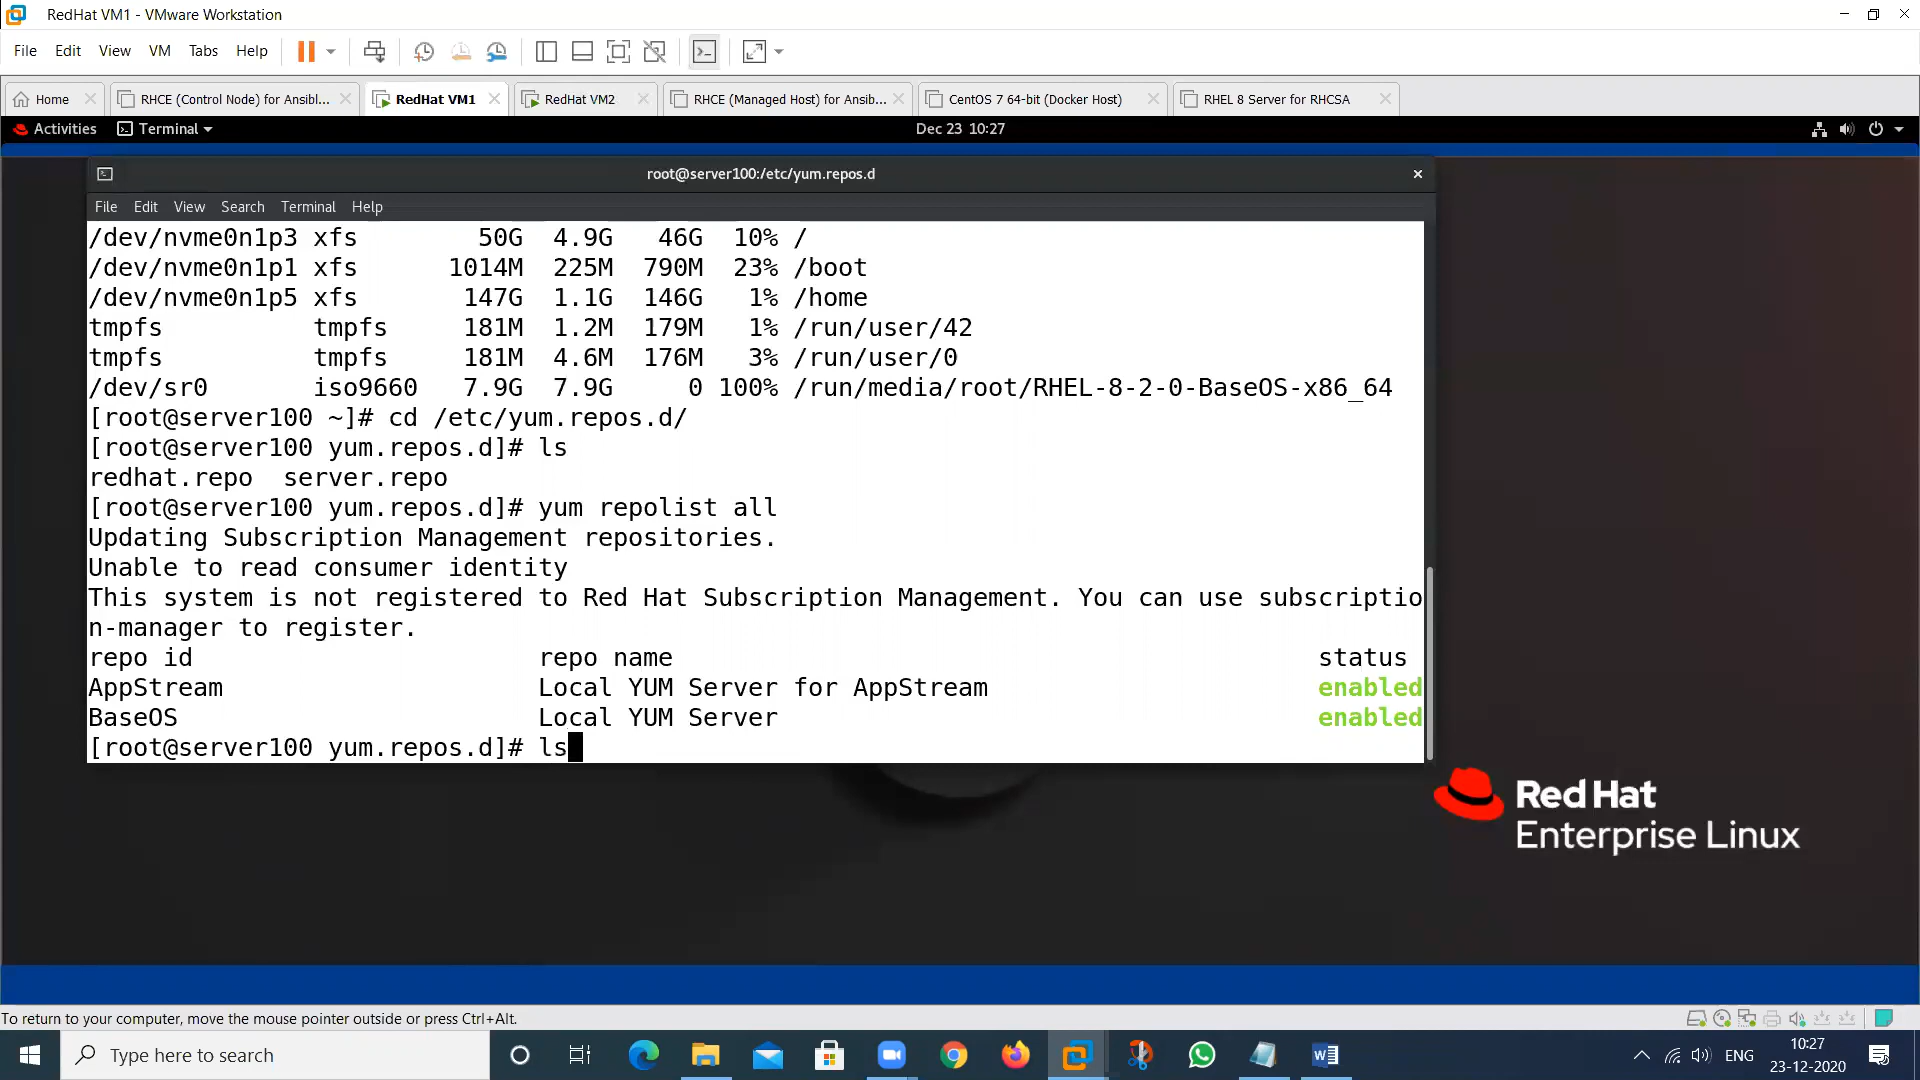 RedHat VM1 - VMware Workstation
File Edit View VM Tabs Help
Home RHCE (Control Node) for Ansibl... RedHat VM1 RedHat VM2 RHCE (Managed Host) for Ansib... CentOS 7 64-bit (Docker Host) RHEL 8 Server for RHCSA
Activities Terminal Dec 23 10:27
root@server100:/etc/yum.repos.d
File Edit View Search Terminal Help
/dev/nvme0n1p3 xfs 50G 4.9G 46G 10% /
/dev/nvme0n1p1 xfs 1014M 225M 790M 23% /boot
/dev/nvme0n1p5 xfs 147G 1.1G 146G 1% /home
tmpfs tmpfs 181M 1.2M 179M 1% /run/user/42
tmpfs tmpfs 181M 4.6M 176M 3% /run/user/0
/dev/sr0 iso9660 7.9G 7.9G 0 100% /run/media/root/RHEL-8-2-0-BaseOS-x86_64
[root@server100 ~]# cd /etc/yum.repos.d/
[root@server100 yum.repos.d]# ls
redhat.repo server.repo
[root@server100 yum.repos.d]# yum repolist all
Updating Subscription Management repositories.
Unable to read consumer identity
This system is not registered to Red Hat Subscription Management. You can use subscriptio
n-manager to register.
repo id repo name status
AppStream Local YUM Server for AppStream enabled
BaseOS Local YUM Server enabled
[root@server100 yum.repos.d]# ls
Red Hat
Enterprise Linux
To return to your computer, move the mouse pointer outside or press Ctrl+Alt.
Type here to search
ENG
10:27
23-12-2020